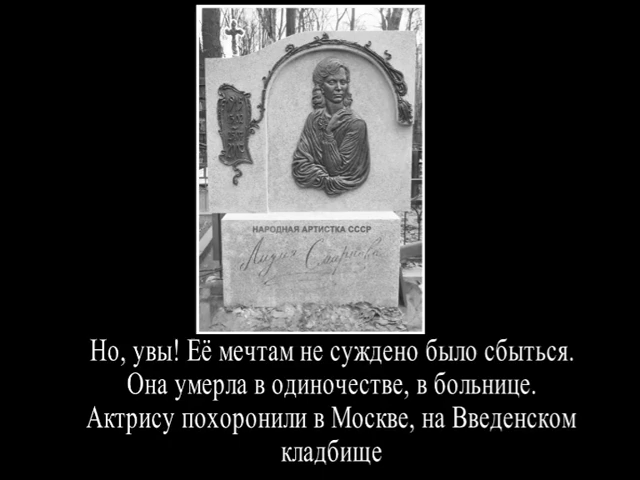 НАРОДНАЯ АРТИСТКА СССР
Лидия Смирнова
Но, увы! Её мечтам не суждено было сбыться.
Она умерла в одиночестве, в больнице.
Актрису похоронили в Москве, на Введенском
кладбище